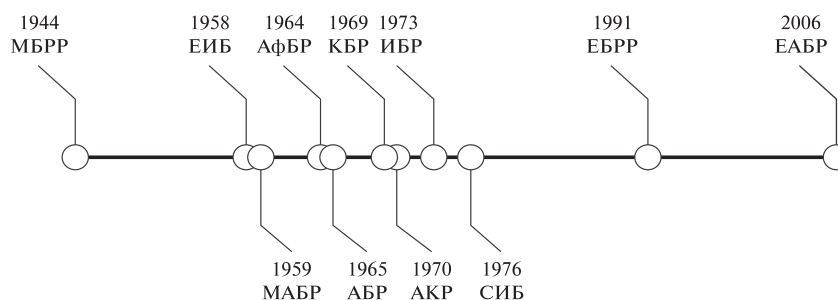 1944 1958 1964 1969 1973 1991 2006
МБРР ЕИБ АфБР КБР ИБР ЕБРР ЕАБР
1959 1965 1970 1976
МАБР АБР АКР СИБ